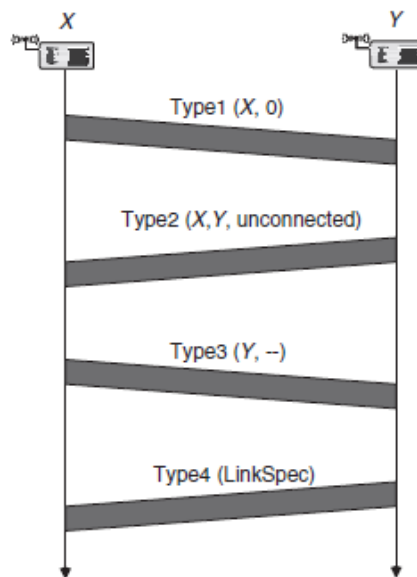 X
Y
Type1 (X, 0)
Type2 (X,Y, unconnected)
Type3 (Y, --)
Type4 (LinkSpec)